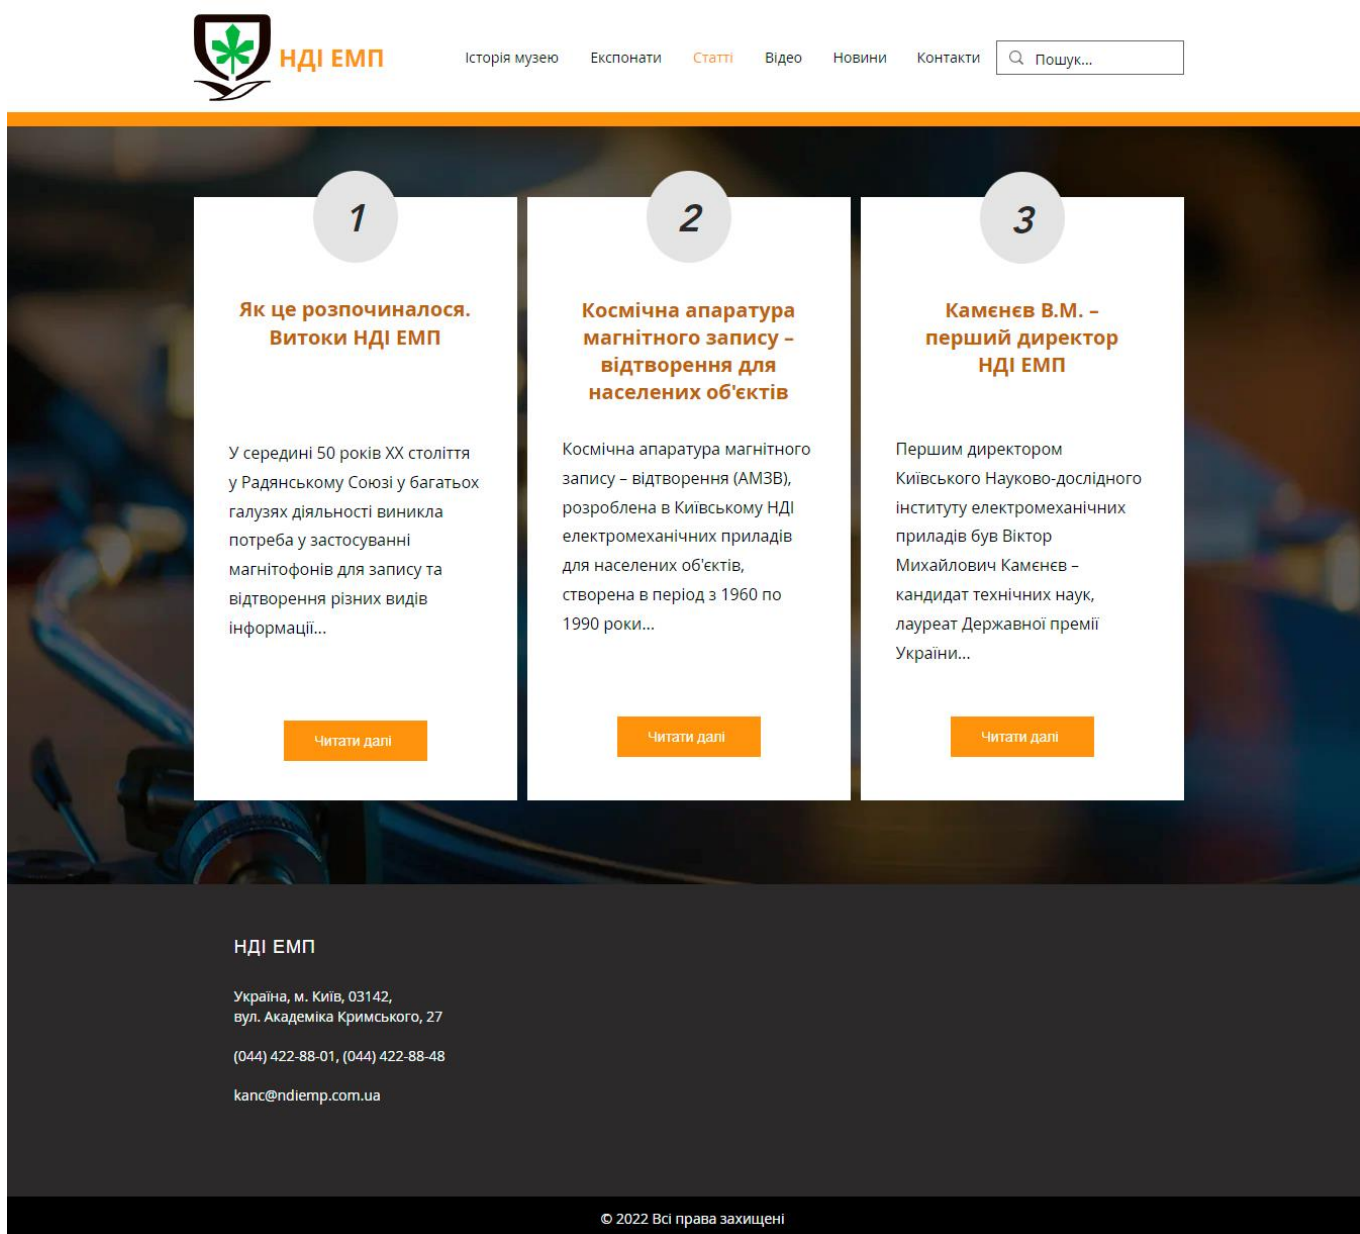 НДІ ЕМП
Історія музею
Експонати
Статті
Відео
Новини
Контакти
Пошук...
1
Як це розпочиналося.
Витоки НДІ ЕМП
У середині 50 років XX століття
у Радянському Союзі у багатьох
галузях діяльності виникла
потреба у застосуванні
магнітофонів для запису та
відтворення різних видів
інформації...
Читати далі
2
Космічна апаратура
магнітного запису –
відтворення для
населених об'єктів
Космічна апаратура магнітного
запису – відтворення (АМЗВ),
розроблена в Київському НДІ
електромеханічних приладів
для населених об'єктів,
створена в період з 1960 по
1990 роки...
Читати далі
3
Камєнєв В.М. –
перший директор
НДІ ЕМП
Першим директором
Київського Науково-дослідного
інституту електромеханічних
приладів був Віктор
Михайлович Камєнєв –
кандидат технічних наук,
лауреат Державної премії
України...
Читати далі
НДІ ЕМП
Україна, м. Київ, 03142,
вул. Академіка Кримського, 27
(044) 422-88-01, (044) 422-88-48
kanc@ndiemp.com.ua
© 2022 Всі права захищені